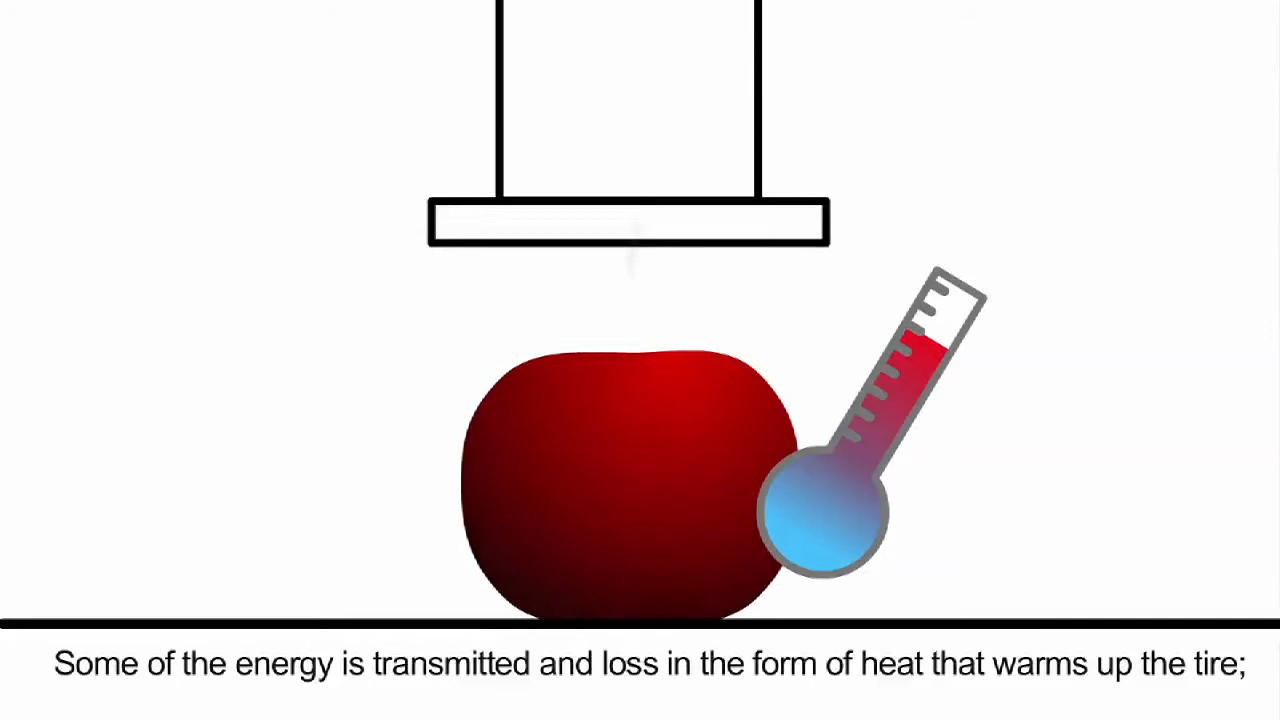 Some of the energy is transmitted and loss in the form of heat that warms up the tire;